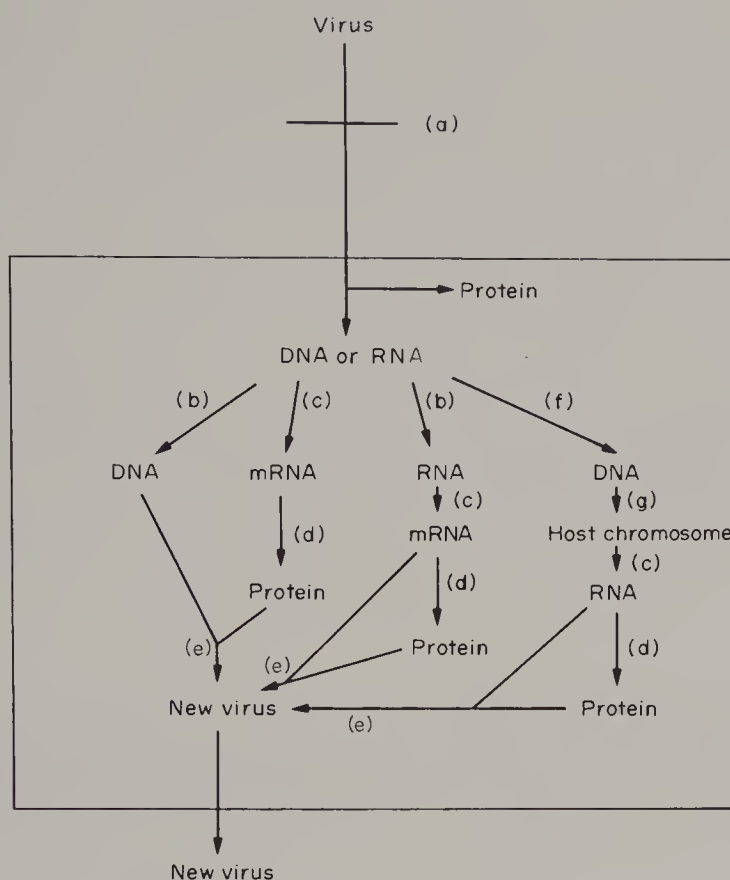 Virus
(a)
Protein
DNA or RNA
(b) (c) (b) (f)
DNA mRNA RNA DNA
(c) (g)
mRNA Host chromosome
(d) (c)
Protein RNA
(d)
Protein (d)
(e) (e)
New virus Protein
(e)
New virus